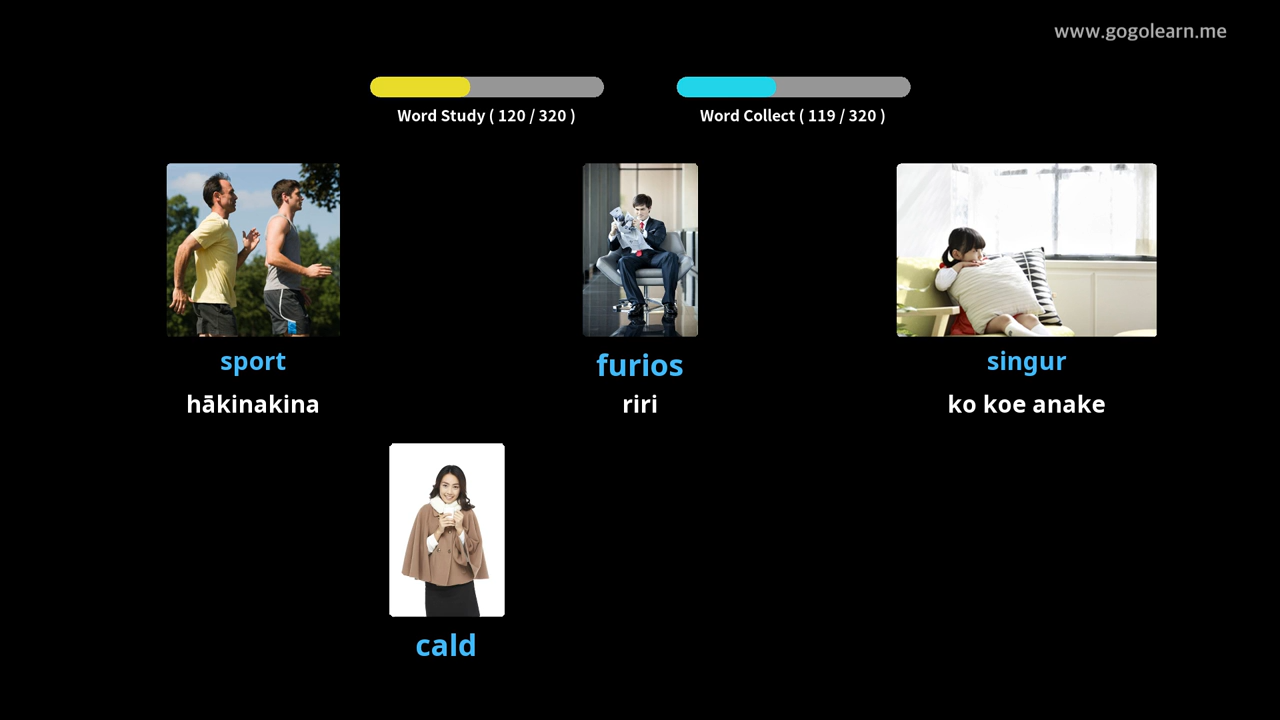 www.gogolearn.me
Word Study ( 120 / 320 )
Word Collect ( 119 / 320 )
sport
furios
singur
hākinakina
riri
ko koe anake
cald